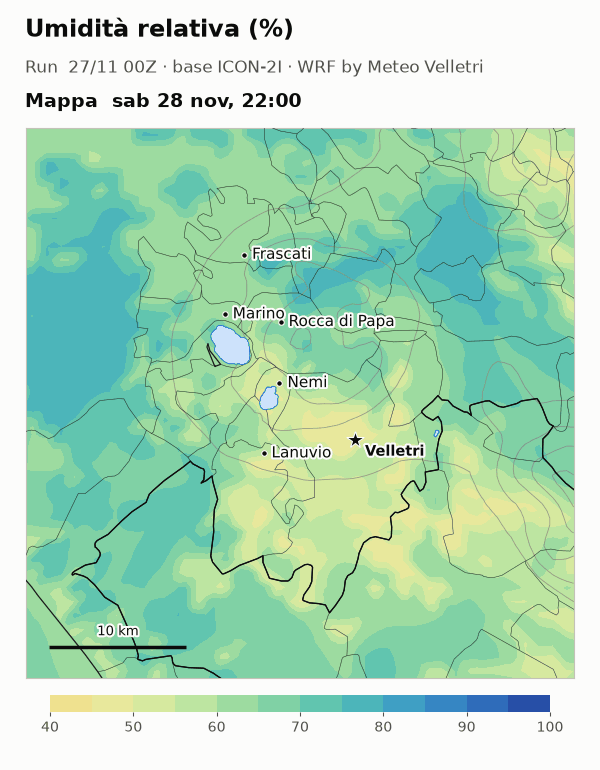 Umidità relativa (%)
Run  27/11 00Z · base ICON-2I · WRF by Meteo Velletri
Mappa  sab 28 nov, 22:00
Frascati
Marino
Rocca di Papa
Nemi
Velletri
Lanuvio
10 km
40 50 60 70 80 90 100